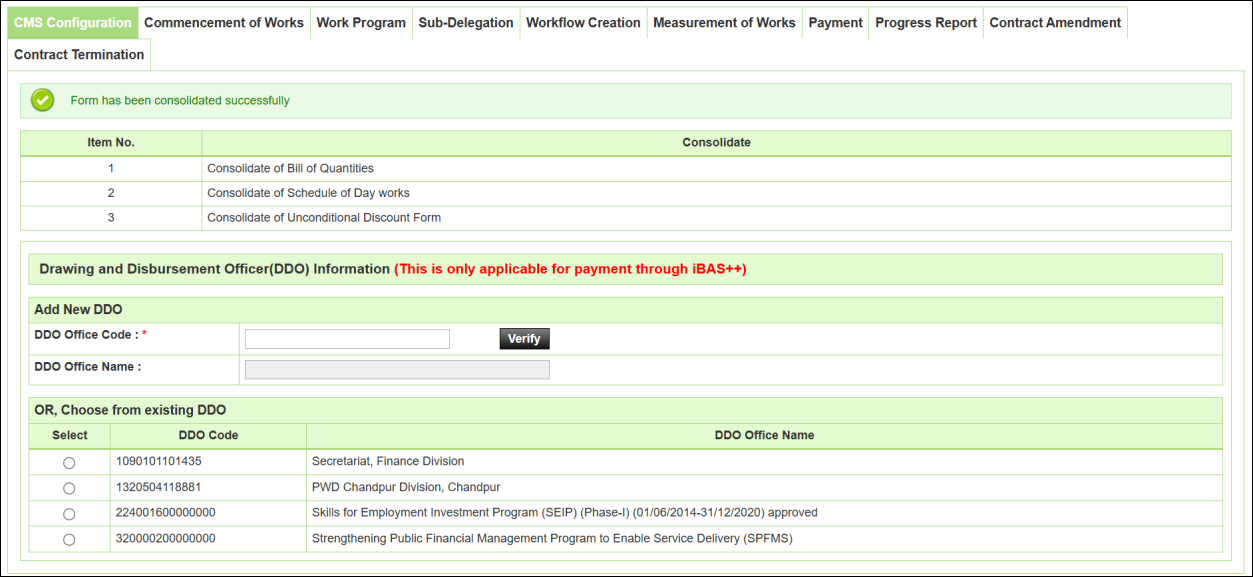 CMS Configuration Commencement of Works Work Program Sub-Delegation Workflow Creation Measurement of Works Payment Progress Report Contract Amendment
Contract Termination
Form has been consolidated successfully
Item No. Consolidate
1 Consolidate of Bill of Quantities
2 Consolidate of Schedule of Day works
3 Consolidate of Unconditional Discount Form
Drawing and Disbursement Officer(DDO) Information (This is only applicable for payment through iBAS++)
Add New DDO
DDO Office Code : * Verify
DDO Office Name :
OR, Choose from existing DDO
Select DDO Code DDO Office Name
1090101101435 Secretariat, Finance Division
1320504118881 PWD Chandpur Division, Chandpur
224001600000000 Skills for Employment Investment Program (SEIP) (Phase-I) (01/06/2014-31/12/2020) approved
320000200000000 Strengthening Public Financial Management Program to Enable Service Delivery (SPFMS)